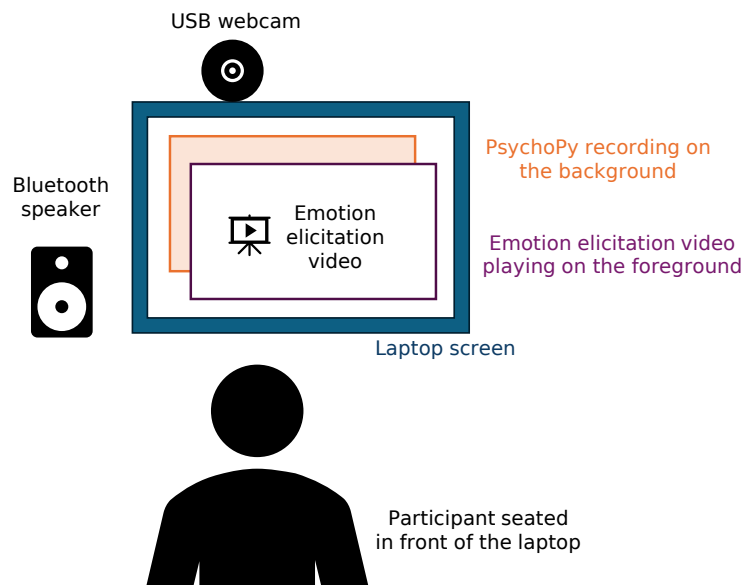 USB webcam
PsychoPy recording on
the background
Bluetooth
speaker
Emotion
elicitation
video
Emotion elicitation video
playing on the foreground
Laptop screen
Participant seated
in front of the laptop